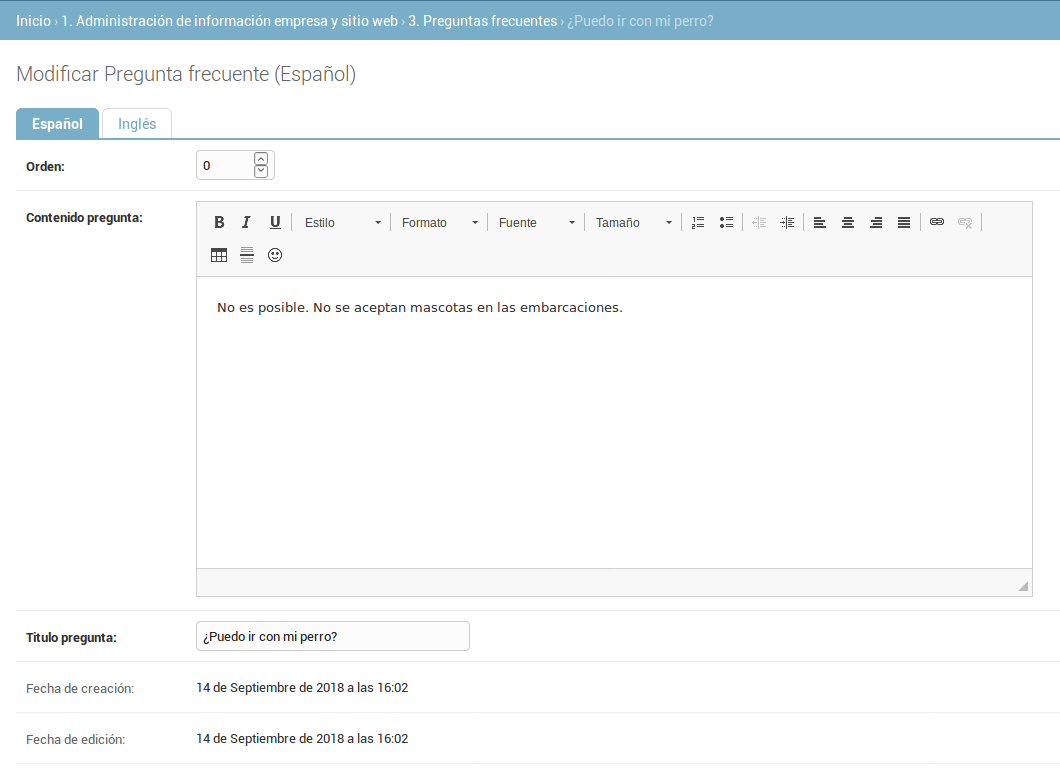 Inicio › 1. Administración de información empresa y sitio web › 3. Preguntas frecuentes › ¿Puedo ir con mi perro?
Modificar Pregunta frecuente (Español)
Español Inglés
Orden: 0
Contenido pregunta:
B I U Estilo Formato Fuente Tamaño
No es posible. No se aceptan mascotas en las embarcaciones.
Titulo pregunta: ¿Puedo ir con mi perro?
Fecha de creación: 14 de Septiembre de 2018 a las 16:02
Fecha de edición: 14 de Septiembre de 2018 a las 16:02